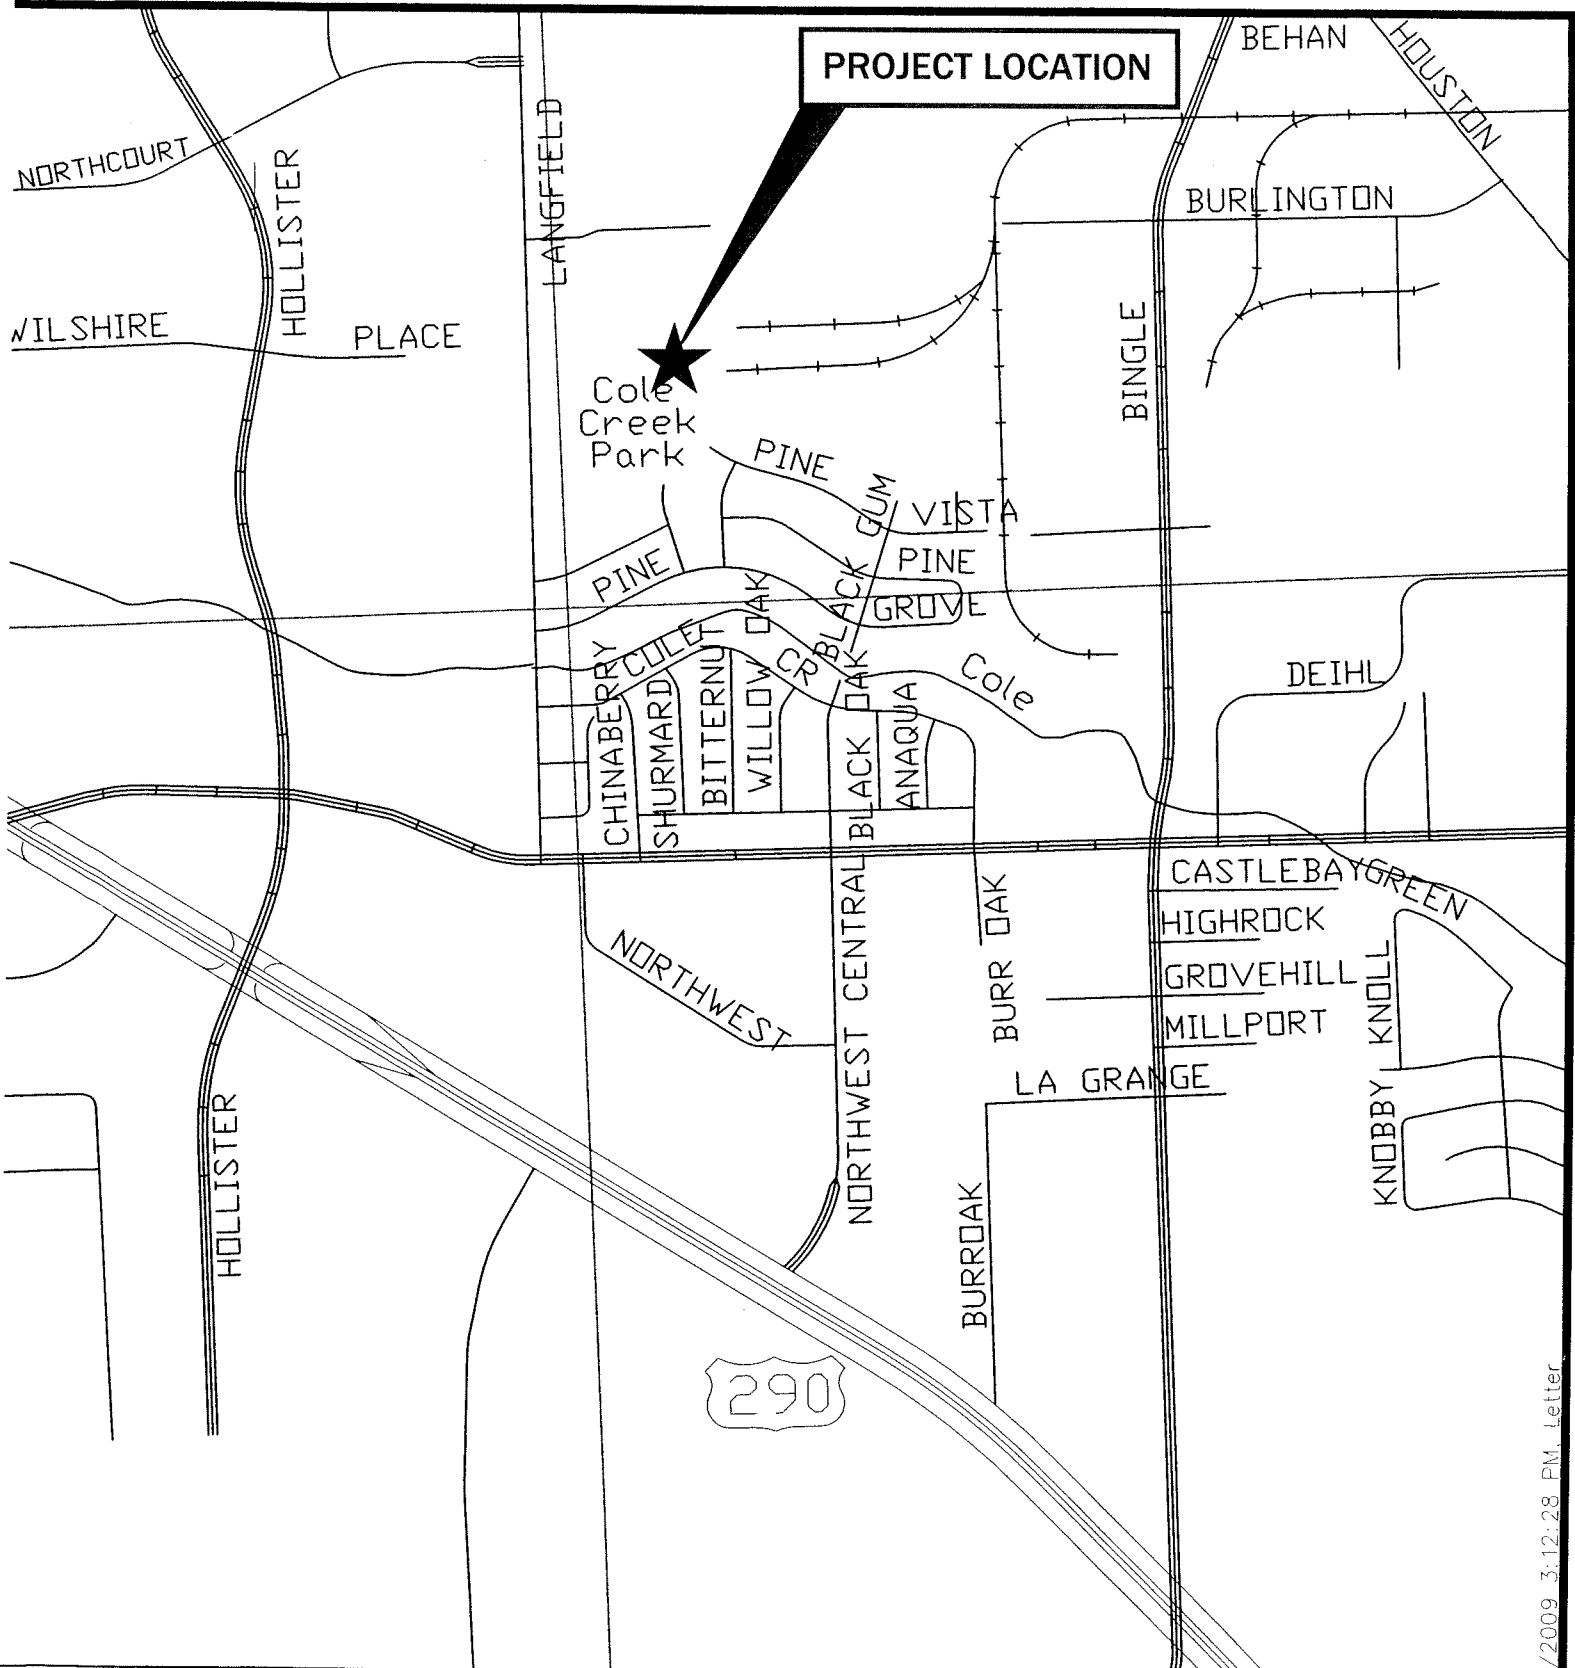 PROJECT LOCATION
BEHAN
HOUSTON
NORTHCOURT
HOLLISTER
LANGFIELD
BURLINGTON
WILSHIRE
PLACE
BINGLE
Cole
Creek
Park
PINE
BLACK GUM
VISTA
PINE
PINE
GROVE
COLE
CR
Cole
DEIHL
CHINABERRY
SHURMARD
BITTERNUT
WILLOW OAK
BLACK OAK
ANAQUA
CASTLEBAY
GREEN
HIGHROCK
GROVEHILL
MILLPORT
LA GRANGE
KNOBBY KNOLL
NORTHWEST
NORTHWEST CENTRAL
BURR OAK
BURROAK
HOLLISTER
290
/2009 3:12:28 PM, Letter